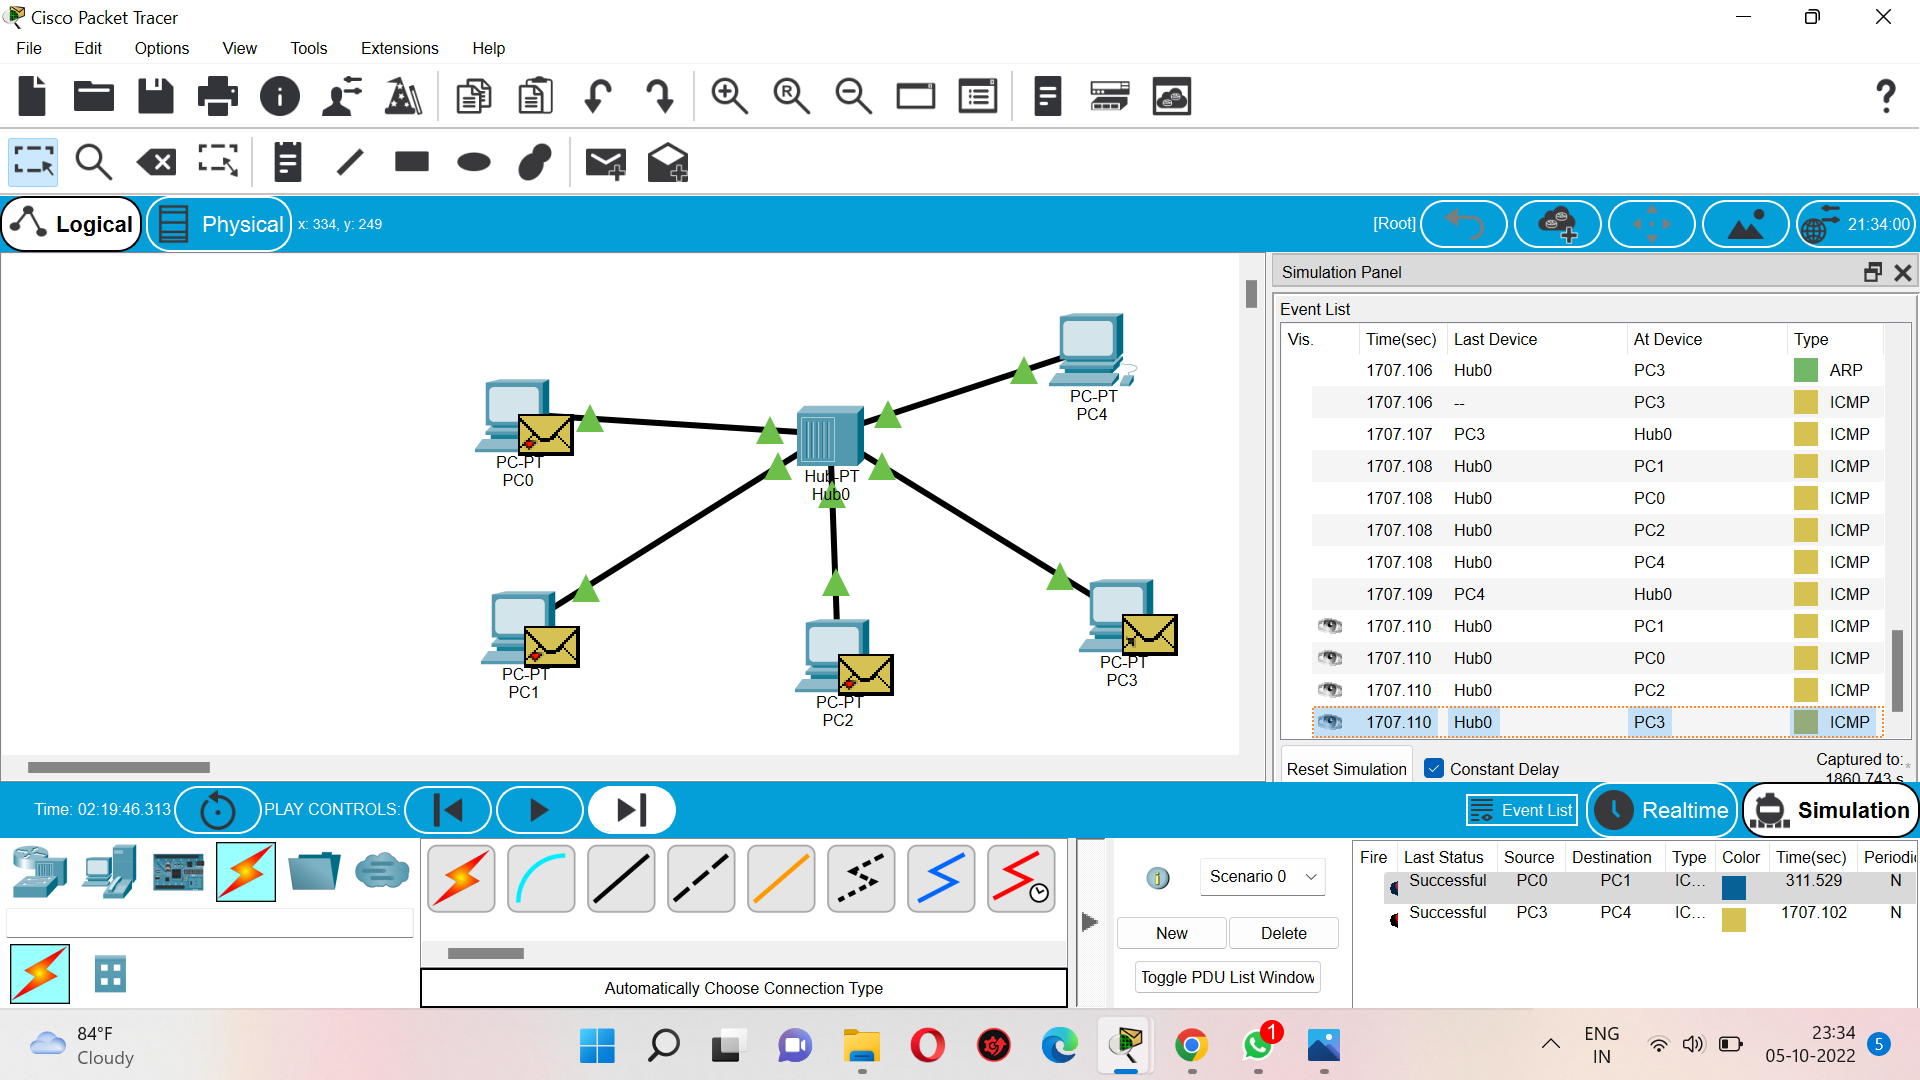 Cisco Packet Tracer
File Edit Options View Tools Extensions Help
Logical Physical x: 334, y: 249 [Root] 21:34:00
Simulation Panel
Event List
Vis. Time(sec) Last Device At Device Type
1707.106 Hub0 PC3 ARP
1707.106 -- PC3 ICMP
1707.107 PC3 Hub0 ICMP
1707.108 Hub0 PC1 ICMP
1707.108 Hub0 PC0 ICMP
1707.108 Hub0 PC2 ICMP
1707.108 Hub0 PC4 ICMP
1707.109 PC4 Hub0 ICMP
1707.110 Hub0 PC1 ICMP
1707.110 Hub0 PC0 ICMP
1707.110 Hub0 PC2 ICMP
1707.110 Hub0 PC3 ICMP
Reset Simulation Constant Delay Captured to:*
1860.743 s
PC-PT
PC4
PC-PT
PC0
Hub-PT
Hub0
PC-PT
PC1
PC-PT
PC2
PC-PT
PC3
Time: 02:19:46.313 PLAY CONTROLS: Event List Realtime Simulation
Scenario 0
New Delete
Toggle PDU List Window
Automatically Choose Connection Type
Fire Last Status Source Destination Type Color Time(sec) Periodi
Successful PC0 PC1 IC... 311.529 N
Successful PC3 PC4 IC... 1707.102 N
84°F
Cloudy
1
ENG
IN
23:34
05-10-2022
5